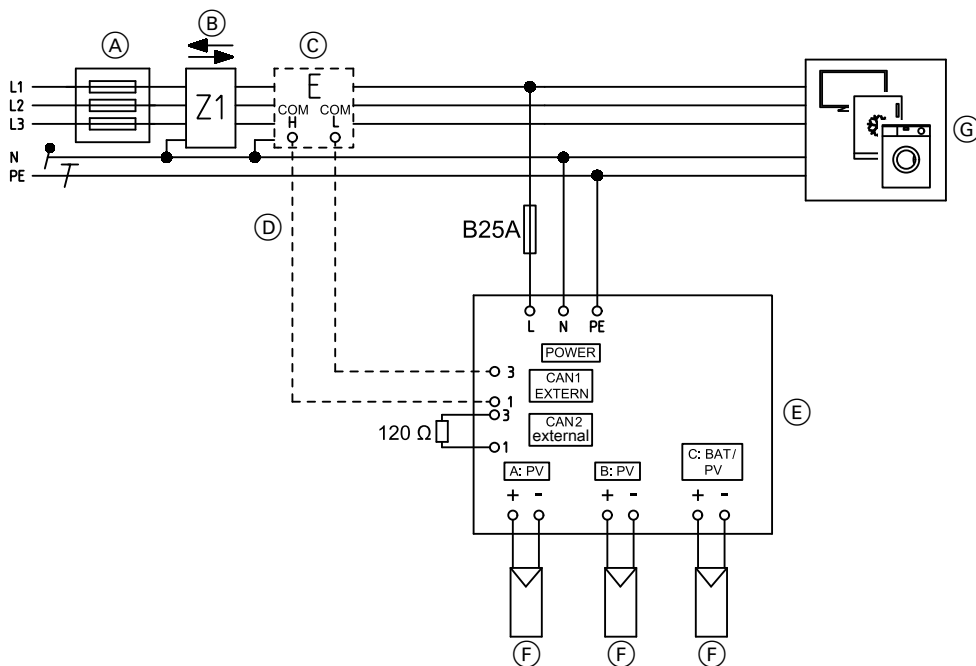 A
B
C
L1
L2
L3
Z1
E
COM COM
H L
N
PE
G
D
B25A
L N PE
POWER
3
CAN1
EXTERN
1
3
CAN2
external
1
120 Ω
E
A: PV
B: PV
C: BAT/
PV
+ - + - + -
F F F